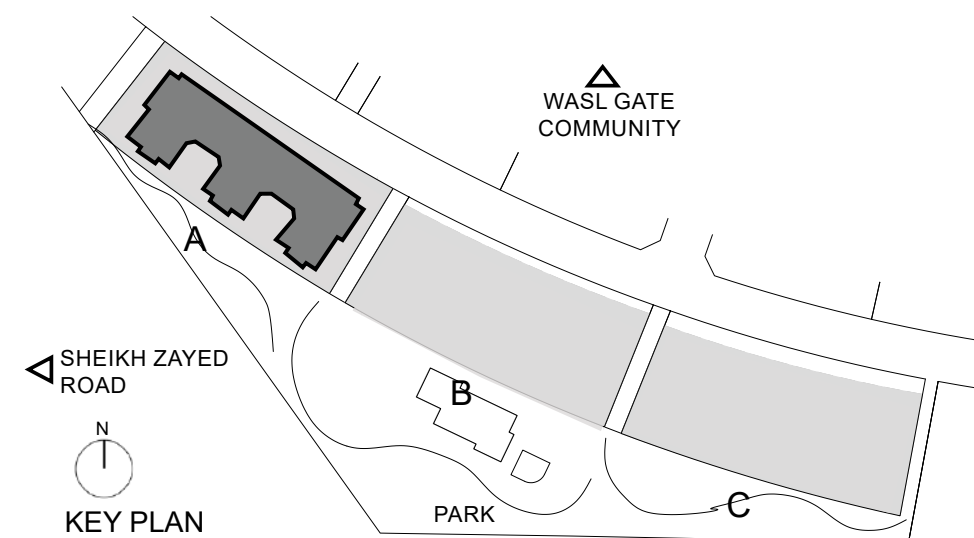 WASL GATE
COMMUNITY
A
SHEIKH ZAYED
ROAD
B
N
C
PARK
KEY PLAN